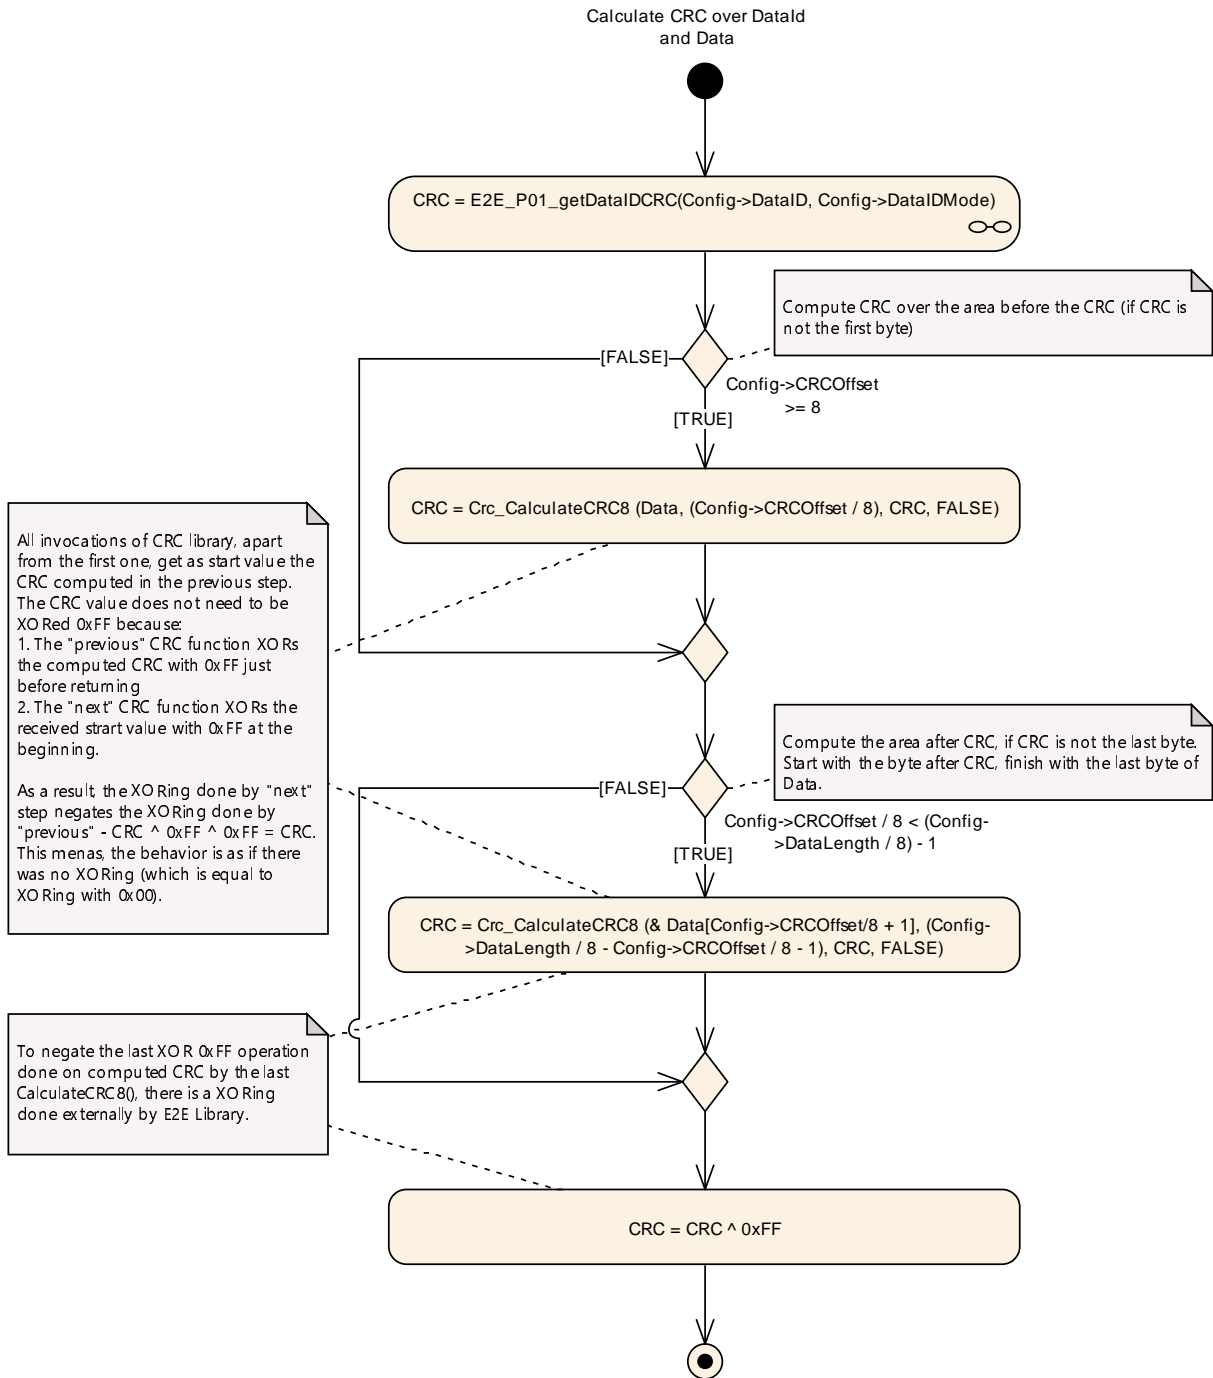 Calculate CRC over DataId
and Data
CRC = E2E_P01_getDataIDCRC(Config->DataID, Config->DataIDMode)
Compute CRC over the area before the CRC (if CRC is
not the first byte)
[FALSE]
Config->CRCOffset
>= 8
[TRUE]
CRC = Crc_CalculateCRC8 (Data, (Config->CRCOffset / 8), CRC, FALSE)
All invocations of CRC library, apart
from the first one, get as start value the
CRC computed in the previous step.
The CRC value does not need to be
XORed 0xFF because:
1. The "previous" CRC function XORs
the computed CRC with 0xFF just
before returning
2. The "next" CRC function XORs the
received strart value with 0xFF at the
beginning.
As a result, the XORing done by "next"
step negates the XORing done by
"previous" - CRC ^ 0xFF ^ 0xFF = CRC.
This menas, the behavior is as if there
was no XORing (which is equal to
XORing with 0x00).
Compute the area after CRC, if CRC is not the last byte.
Start with the byte after CRC, finish with the last byte of
Data.
[FALSE]
Config->CRCOffset / 8 < (Config-
>DataLength / 8) - 1
[TRUE]
CRC = Crc_CalculateCRC8 (& Data[Config->CRCOffset/8 + 1], (Config-
>DataLength / 8 - Config->CRCOffset / 8 - 1), CRC, FALSE)
To negate the last XOR 0xFF operation
done on computed CRC by the last
CalculateCRC8(), there is a XORing
done externally by E2E Library.
CRC = CRC ^ 0xFF